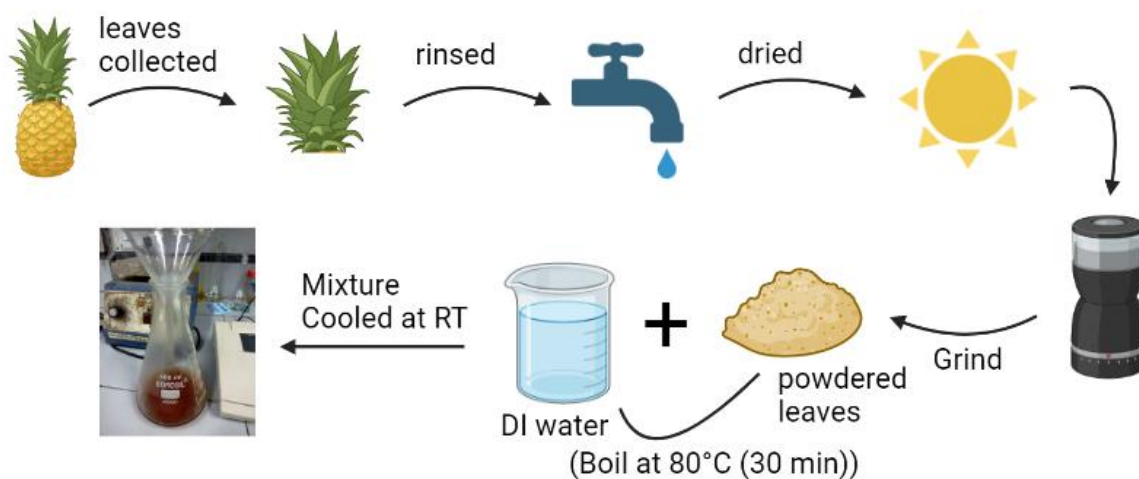 leaves
collected
rinsed
dried
Grind
powdered
leaves
DI water
(Boil at 80°C (30 min))
Mixture
Cooled at RT